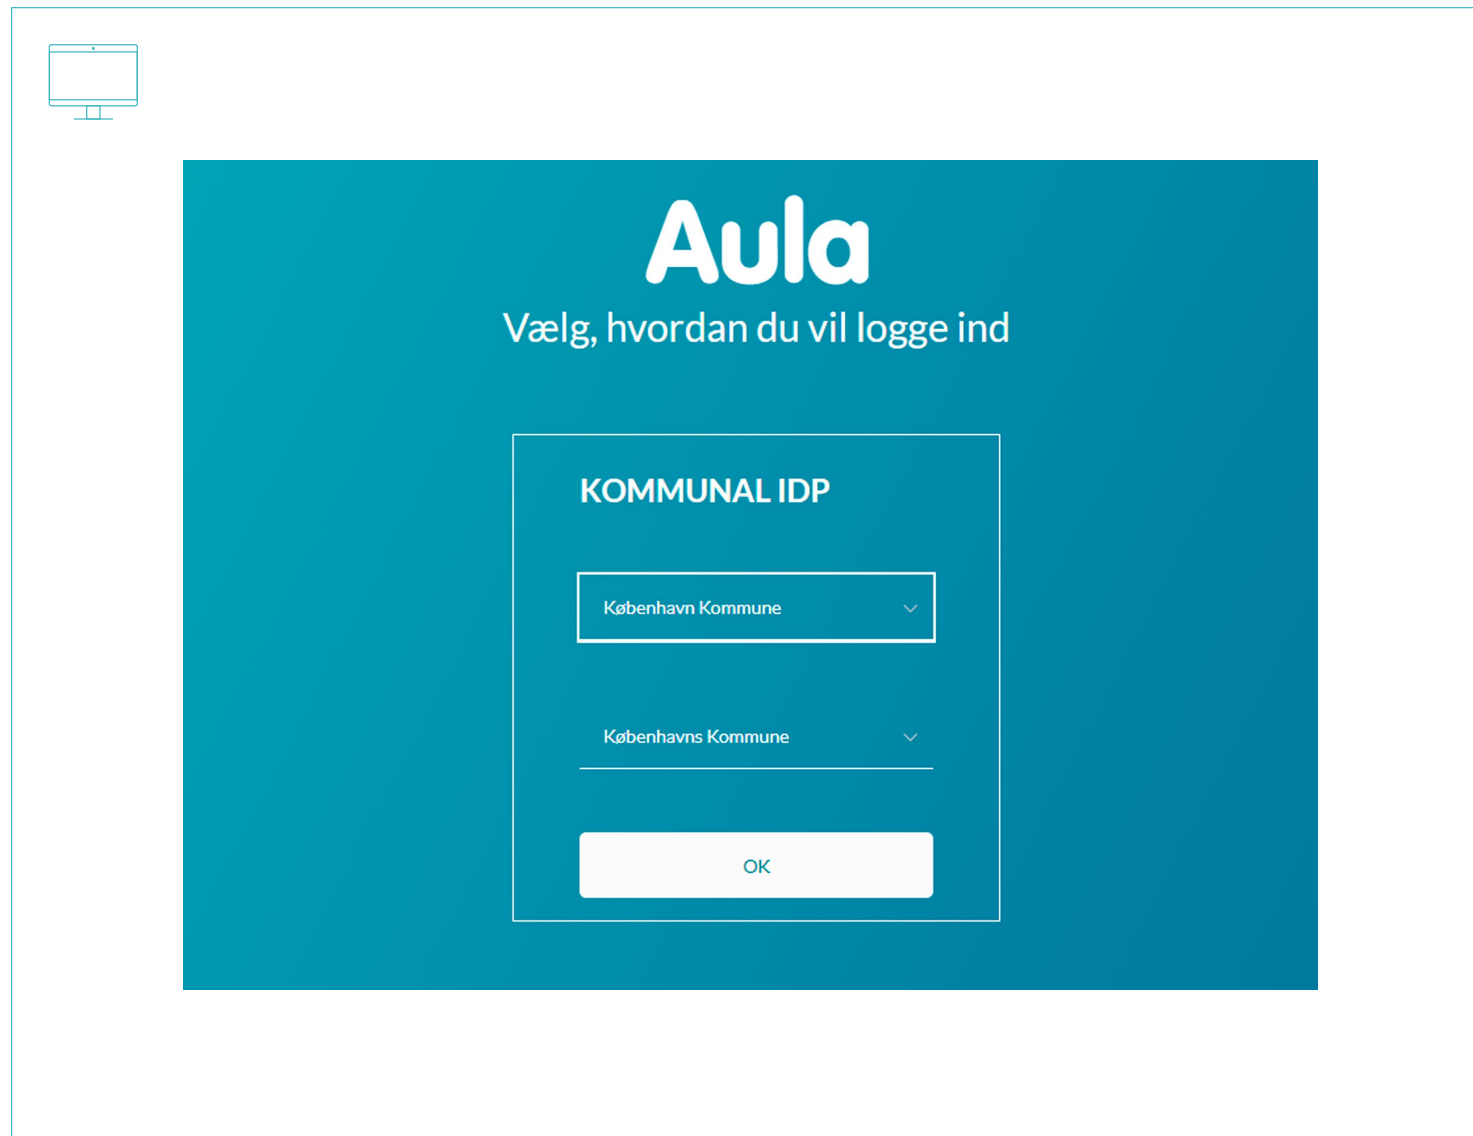 Aula
Vælg, hvordan du vil logge ind
KOMMUNAL IDP
København Kommune
Københavns Kommune
OK